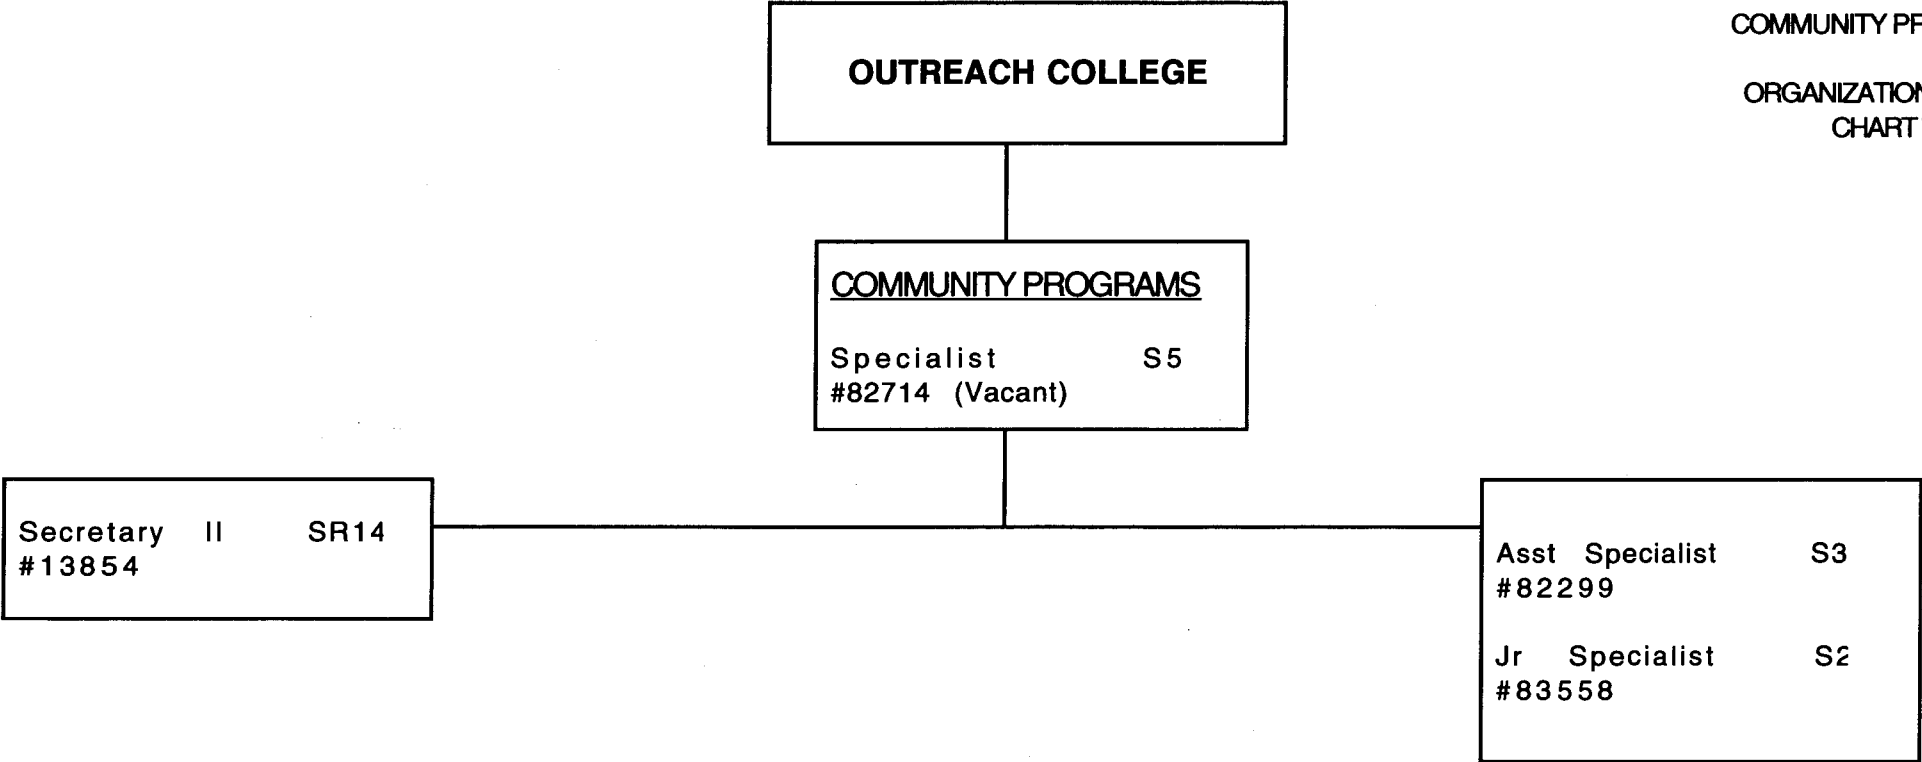 OUTREACH COLLEGE
COMMUNITY
ORGANIZATION
CHART
COMMUNITY PROGRAMS
Specialist S5
#82714 (Vacant)
Secretary II SR14
#13854
Asst Specialist S3
#82299
Jr Specialist S2
#83558